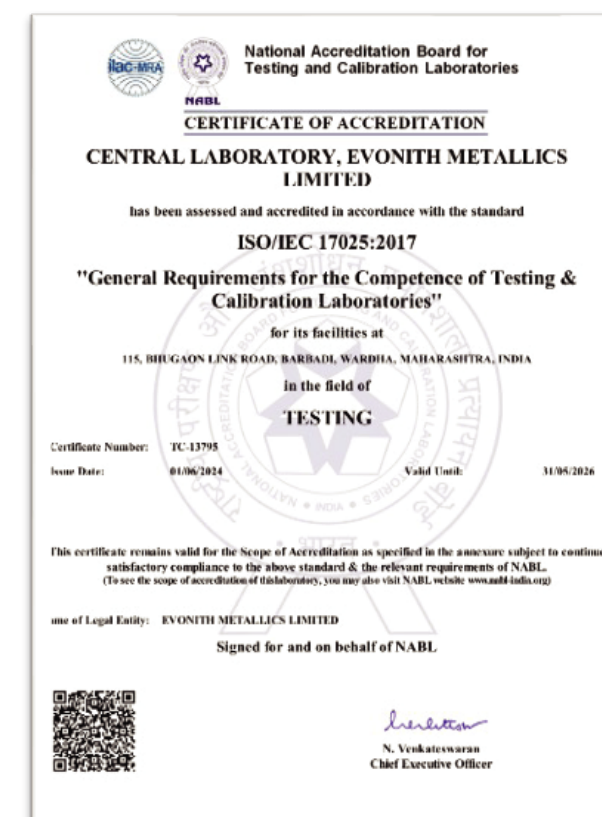 ilac-MRA
NABL
National Accreditation Board for
Testing and Calibration Laboratories
CERTIFICATE OF ACCREDITATION
CENTRAL LABORATORY, EVONITH METALLICS
LIMITED
has been assessed and accredited in accordance with the standard
ISO/IEC 17025:2017
"General Requirements for the Competence of Testing &
Calibration Laboratories"
for its facilities at
115, BHUGAON LINK ROAD, BARBADI, WARDHA, MAHARASHTRA, INDIA
in the field of
TESTING
Certificate Number: TC-13795
Issue Date: 01/06/2024 Valid Until: 31/05/2026
This certificate remains valid for the Scope of Accreditation as specified in the annexure subject to continue
satisfactory compliance to the above standard & the relevant requirements of NABL.
(To see the scope of accreditation of this laboratory, you may also visit NABL website www.nabl-india.org)
ame of Legal Entity: EVONITH METALLICS LIMITED
Signed for and on behalf of NABL
N. Venkateswaran
Chief Executive Officer